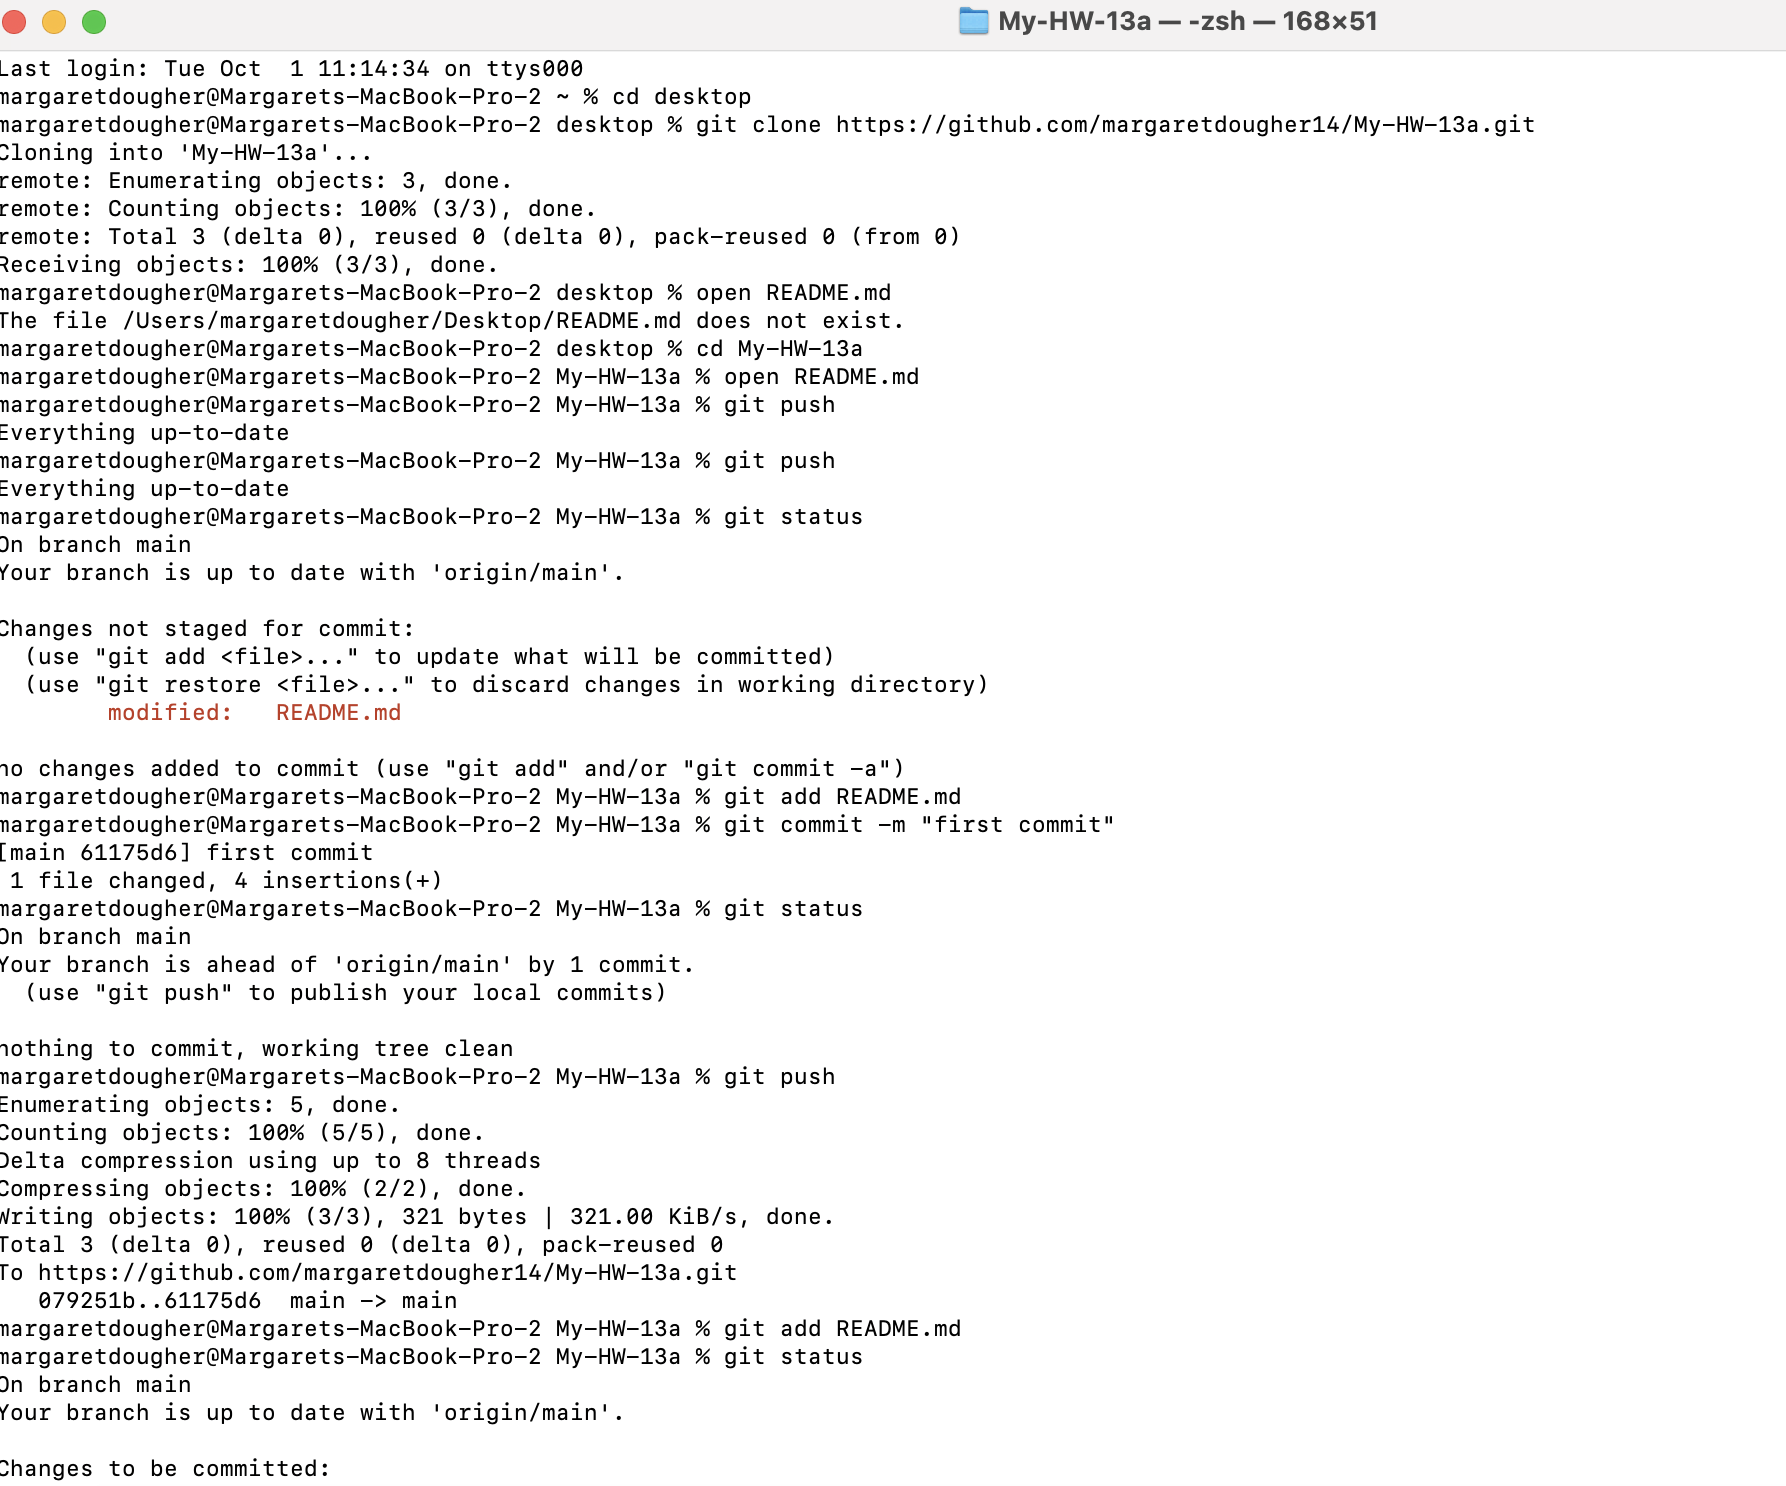 My-HW-13a — -zsh — 168×51
Last login: Tue Oct  1 11:14:34 on ttys000
margaretdougher@Margarets-MacBook-Pro-2 ~ % cd desktop
margaretdougher@Margarets-MacBook-Pro-2 desktop % git clone https://github.com/margaretdougher14/My-HW-13a.git
Cloning into 'My-HW-13a'...
remote: Enumerating objects: 3, done.
remote: Counting objects: 100% (3/3), done.
remote: Total 3 (delta 0), reused 0 (delta 0), pack-reused 0 (from 0)
Receiving objects: 100% (3/3), done.
margaretdougher@Margarets-MacBook-Pro-2 desktop % open README.md
The file /Users/margaretdougher/Desktop/README.md does not exist.
margaretdougher@Margarets-MacBook-Pro-2 desktop % cd My-HW-13a
margaretdougher@Margarets-MacBook-Pro-2 My-HW-13a % open README.md
margaretdougher@Margarets-MacBook-Pro-2 My-HW-13a % git push
Everything up-to-date
margaretdougher@Margarets-MacBook-Pro-2 My-HW-13a % git push
Everything up-to-date
margaretdougher@Margarets-MacBook-Pro-2 My-HW-13a % git status
On branch main
Your branch is up to date with 'origin/main'.
Changes not staged for commit:
  (use "git add <file>..." to update what will be committed)
  (use "git restore <file>..." to discard changes in working directory)
        modified:   README.md
no changes added to commit (use "git add" and/or "git commit -a")
margaretdougher@Margarets-MacBook-Pro-2 My-HW-13a % git add README.md
margaretdougher@Margarets-MacBook-Pro-2 My-HW-13a % git commit -m "first commit"
[main 61175d6] first commit
 1 file changed, 4 insertions(+)
margaretdougher@Margarets-MacBook-Pro-2 My-HW-13a % git status
On branch main
Your branch is ahead of 'origin/main' by 1 commit.
  (use "git push" to publish your local commits)
nothing to commit, working tree clean
margaretdougher@Margarets-MacBook-Pro-2 My-HW-13a % git push
Enumerating objects: 5, done.
Counting objects: 100% (5/5), done.
Delta compression using up to 8 threads
Compressing objects: 100% (2/2), done.
Writing objects: 100% (3/3), 321 bytes | 321.00 KiB/s, done.
Total 3 (delta 0), reused 0 (delta 0), pack-reused 0
To https://github.com/margaretdougher14/My-HW-13a.git
   079251b..61175d6  main -> main
margaretdougher@Margarets-MacBook-Pro-2 My-HW-13a % git add README.md
margaretdougher@Margarets-MacBook-Pro-2 My-HW-13a % git status
On branch main
Your branch is up to date with 'origin/main'.
Changes to be committed: